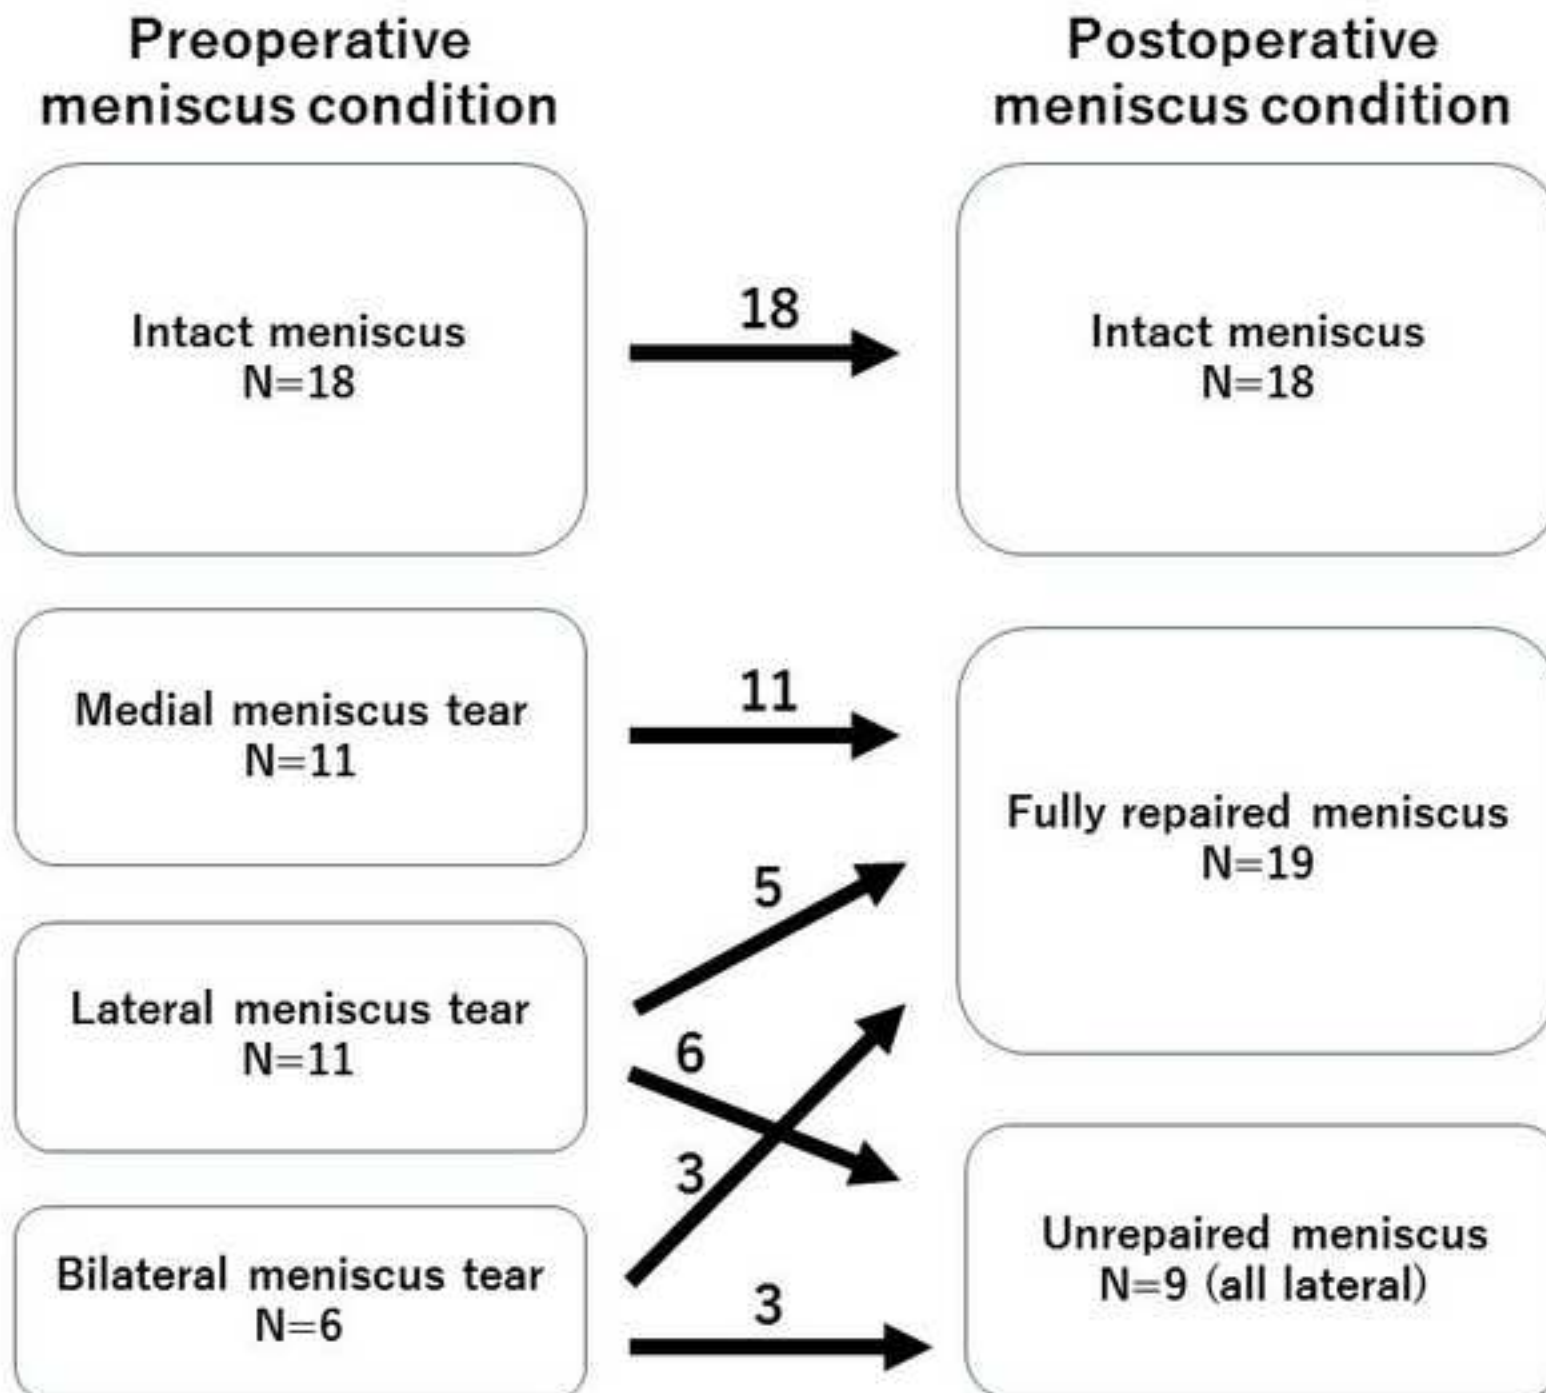 Preoperative
meniscus condition
Postoperative
meniscus condition
Intact meniscus
N=18
18
Intact meniscus
N=18
Medial meniscus tear
N=11
11
Fully repaired meniscus
N=19
5
Lateral meniscus tear
N=11
6
3
Bilateral meniscus tear
N=6
3
Unrepaired meniscus
N=9 (all lateral)